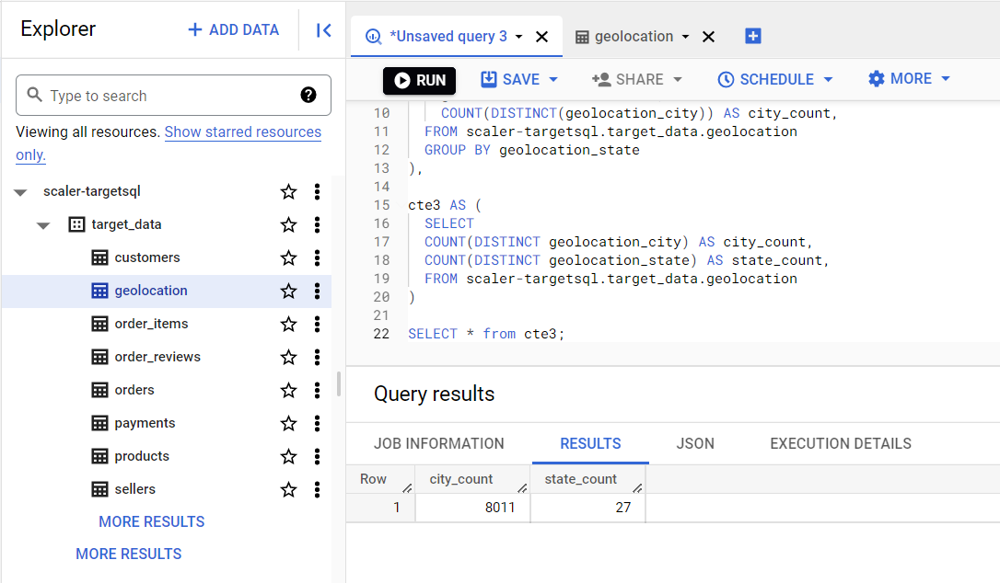 Explorer
+ ADD DATA
Type to search
Viewing all resources. Show starred resources
only.
scaler-targetsql
target_data
customers
geolocation
order_items
order_reviews
orders
payments
products
sellers
MORE RESULTS
MORE RESULTS
*Unsaved query 3
geolocation
RUN
SAVE
SHARE
SCHEDULE
MORE
10 COUNT(DISTINCT(geolocation_city)) AS city_count,
11 FROM scaler-targetsql.target_data.geolocation
12 GROUP BY geolocation_state
13 ),
14
15 cte3 AS (
16 SELECT
17 COUNT(DISTINCT geolocation_city) AS city_count,
18 COUNT(DISTINCT geolocation_state) AS state_count,
19 FROM scaler-targetsql.target_data.geolocation
20 )
21
22 SELECT * from cte3;
Query results
JOB INFORMATION RESULTS JSON EXECUTION DETAILS
Row city_count state_count
1 8011 27